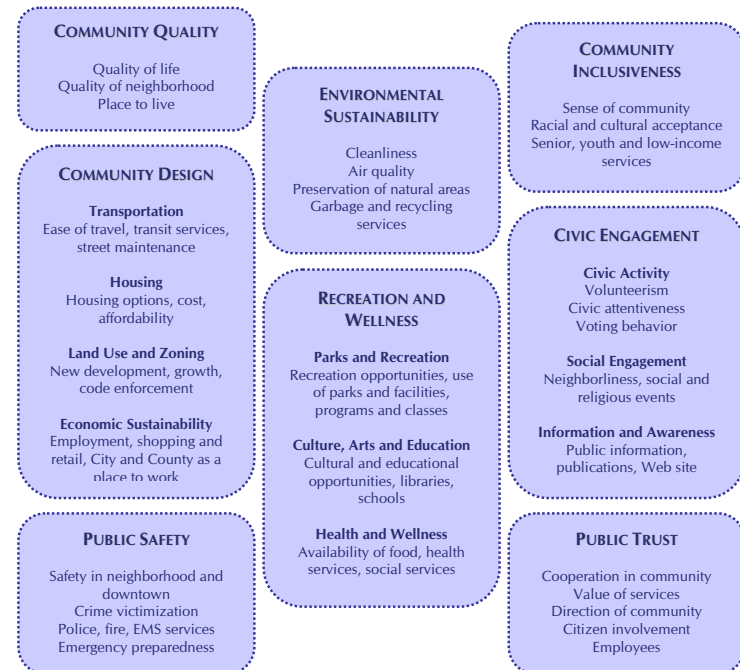 COMMUNITY QUALITY
Quality of life
Quality of neighborhood
Place to live
COMMUNITY DESIGN
Transportation
Ease of travel, transit services,
street maintenance
Housing
Housing options, cost,
affordability
Land Use and Zoning
New development, growth,
code enforcement
Economic Sustainability
Employment, shopping and
retail, City and County as a
place to work
PUBLIC SAFETY
Safety in neighborhood and
downtown
Crime victimization
Police, fire, EMS services
Emergency preparedness
ENVIRONMENTAL
SUSTAINABILITY
Cleanliness
Air quality
Preservation of natural areas
Garbage and recycling
services
RECREATION AND
WELLNESS
Parks and Recreation
Recreation opportunities, use
of parks and facilities,
programs and classes
Culture, Arts and Education
Cultural and educational
opportunities, libraries,
schools
Health and Wellness
Availability of food, health
services, social services
COMMUNITY
INCLUSIVENESS
Sense of community
Racial and cultural acceptance
Senior, youth and low-income
services
CIVIC ENGAGEMENT
Civic Activity
Volunteerism
Civic attentiveness
Voting behavior
Social Engagement
Neighborliness, social and
religious events
Information and Awareness
Public information,
publications, Web site
PUBLIC TRUST
Cooperation in community
Value of services
Direction of community
Citizen involvement
Employees